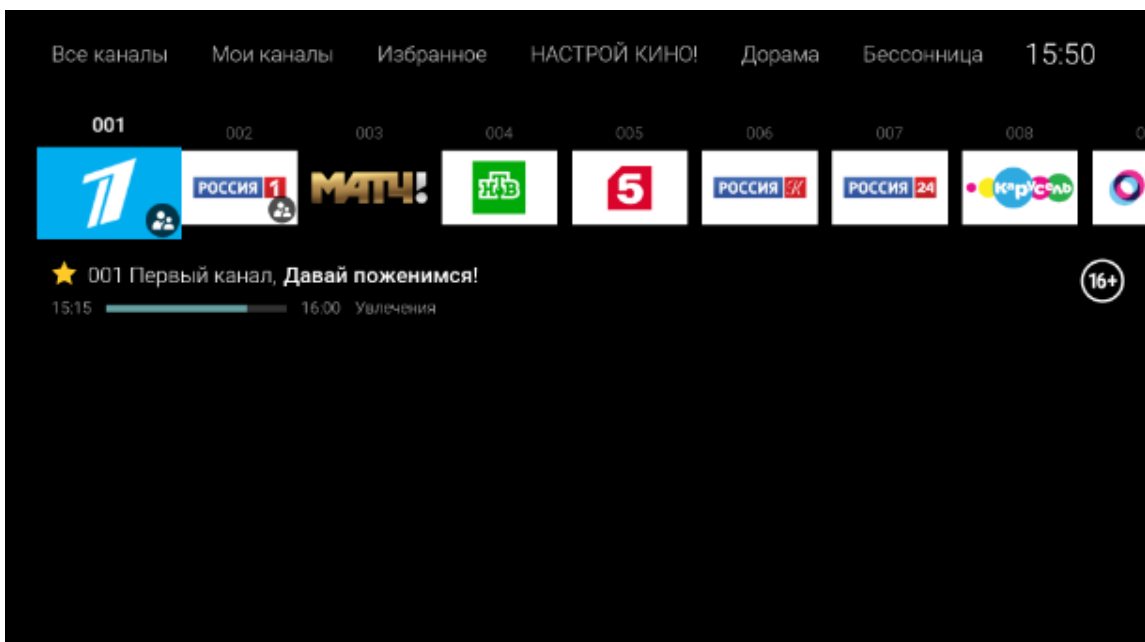 Все каналы Мои каналы Избранное НАСТРОЙ КИНО! Дорама Бессонница 15:50
001 002 003 004 005 006 007 008
1 РОССИЯ 1 МАТЧ! НТВ 5 РОССИЯ К РОССИЯ 24 Карусель
001 Первый канал, Давай поженимся! 16+
15:15 16:00 Увлечения